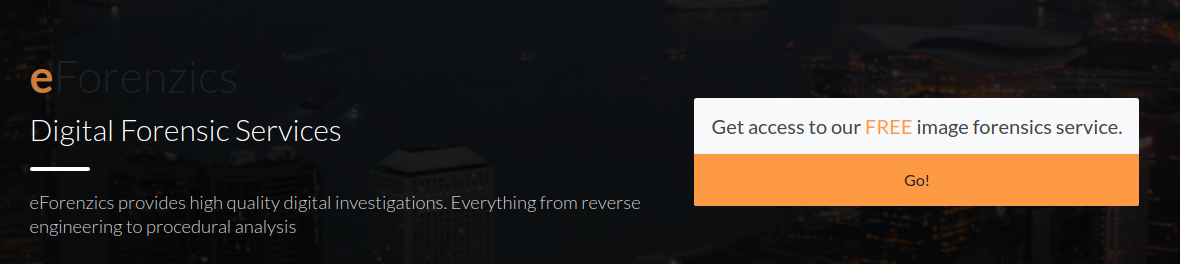 eForenzics
Digital Forensic Services
eForenzics provides high quality digital investigations. Everything from reverse
engineering to procedural analysis
Get access to our FREE image forensics service.
Go!